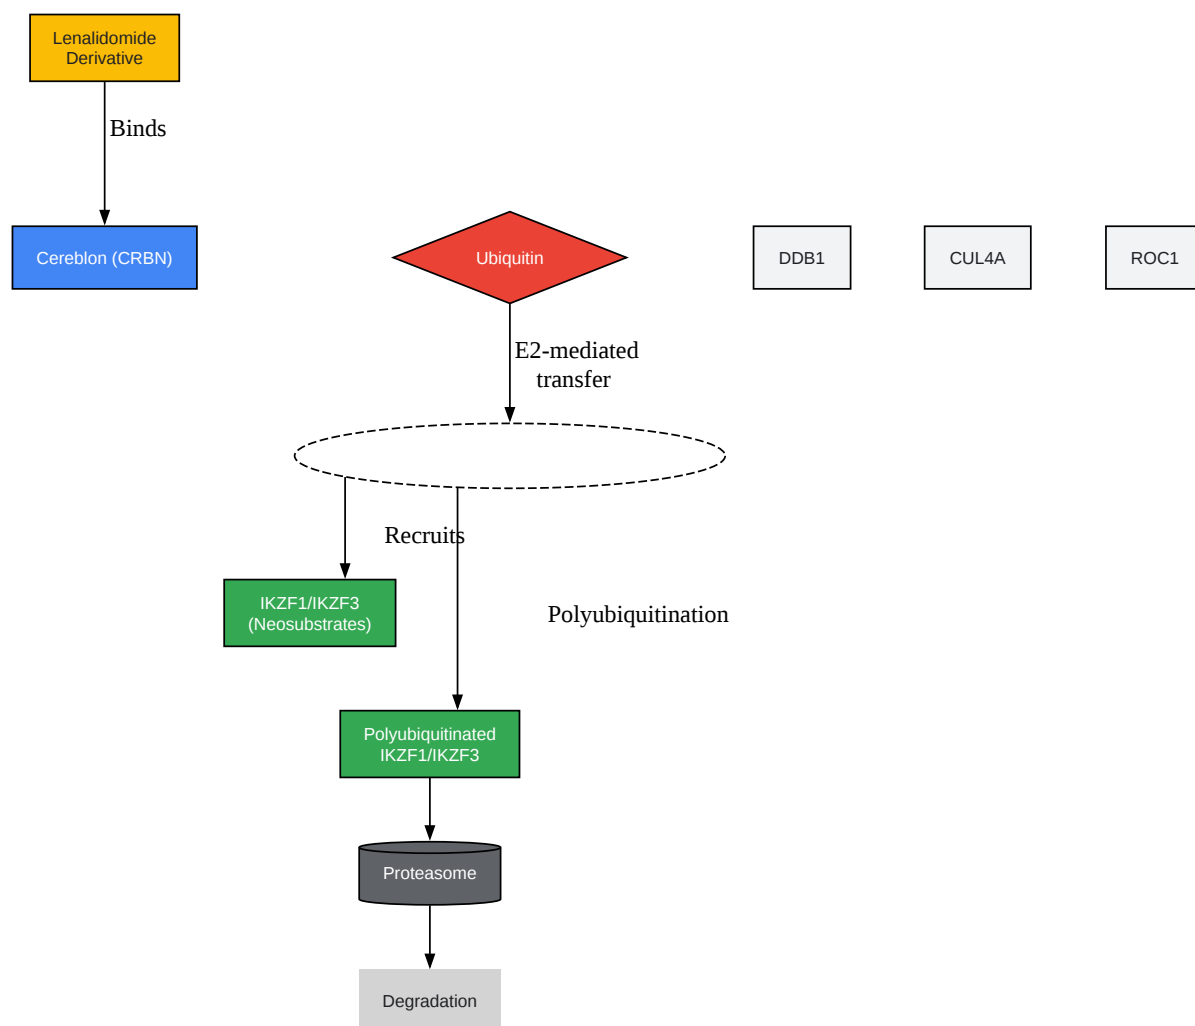 Lenalidomide
Derivative
Binds
Cereblon (CRBN)
Ubiquitin
DDB1
CUL4A
ROC1
E2-mediated
transfer
Recruits
IKZF1/IKZF3
(Neosubstrates)
Polyubiquitination
Polyubiquitinated
IKZF1/IKZF3
Proteasome
Degradation